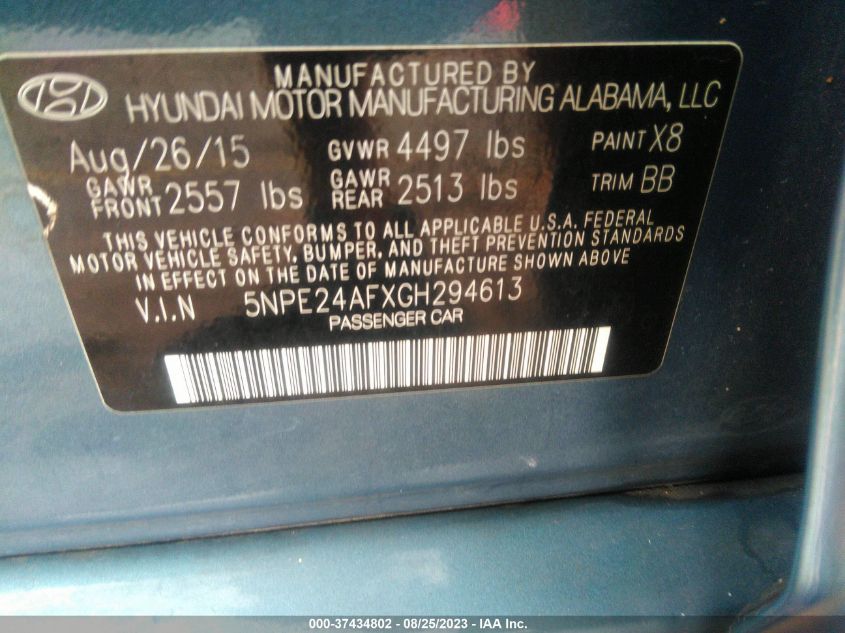 MANUFACTURED BY
HYUNDAI MOTOR MANUFACTURING ALABAMA, LLC
Aug/26/15 GVWR 4497 lbs PAINT X8
GAWR FRONT 2557 lbs GAWR REAR 2513 lbs TRIM BB
THIS VEHICLE CONFORMS TO ALL APPLICABLE U.S.A. FEDERAL
MOTOR VEHICLE SAFETY, BUMPER, AND THEFT PREVENTION STANDARDS
IN EFFECT ON THE DATE OF MANUFACTURE SHOWN ABOVE
V.I.N 5NPE24AFXGH294613
PASSENGER CAR
000-37434802 - 08/25/2023 - IAA Inc.